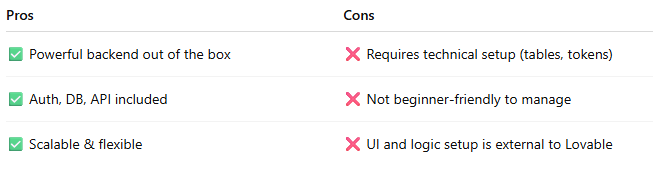 Pros Cons
✅ Powerful backend out of the box ❌ Requires technical setup (tables, tokens)
✅ Auth, DB, API included ❌ Not beginner-friendly to manage
✅ Scalable & flexible ❌ UI and logic setup is external to Lovable